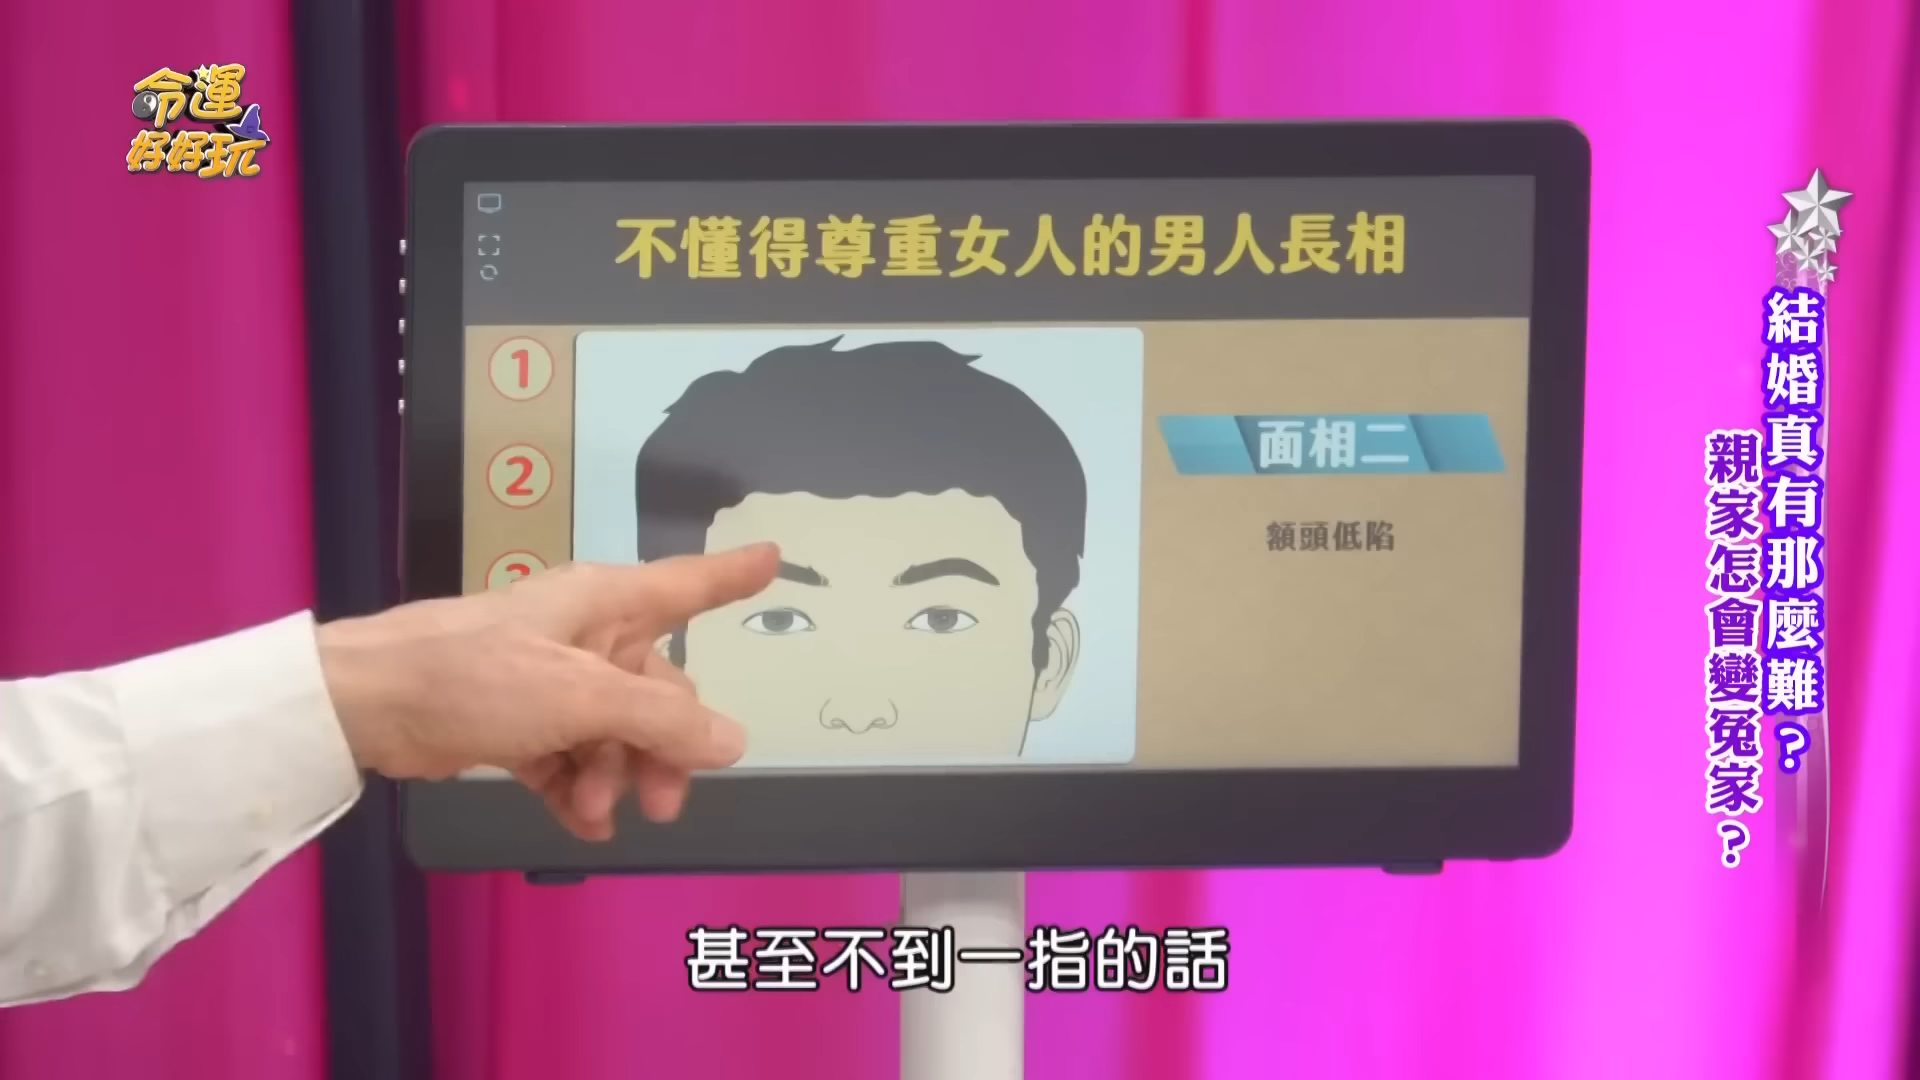 命運
好好玩
不懂得尊重女人的男人長相
1
2
3
面相二
額頭低陷
結婚真有那麼難？
親家怎會變冤家？
甚至不到一指的話